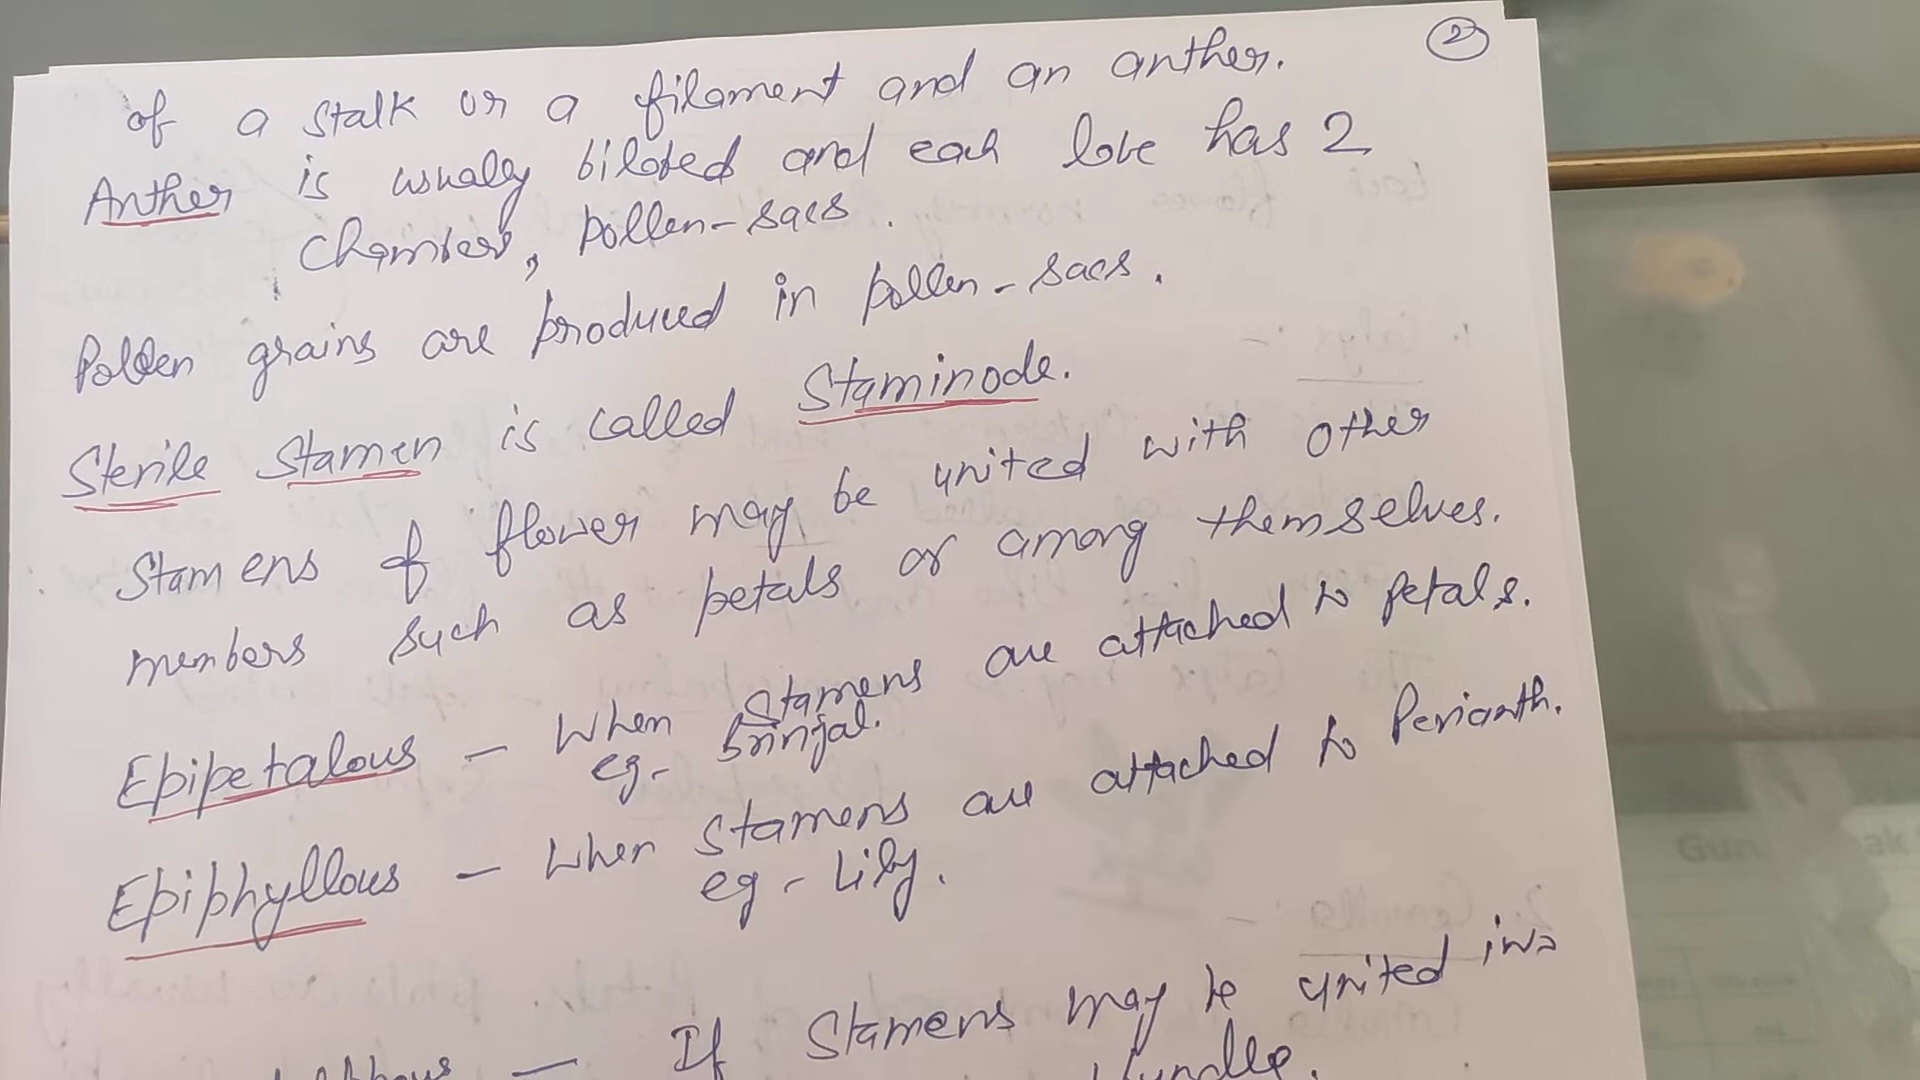 2
of a stalk or a filament and an anther.
Anther is usually bilobed and each lobe has 2
chambers, pollen-sacs.
Pollen grains are produced in pollen-sacs.
Sterile Stamen is called Staminode.
Stamens of flower may be united with other
members such as petals or among themselves.
Epipetalous - When stamens are attached to petals.
eg- brinjal.
Epiphyllous - When stamens are attached to Perianth.
eg - Lily.
- If stamens may be united into
bundle.